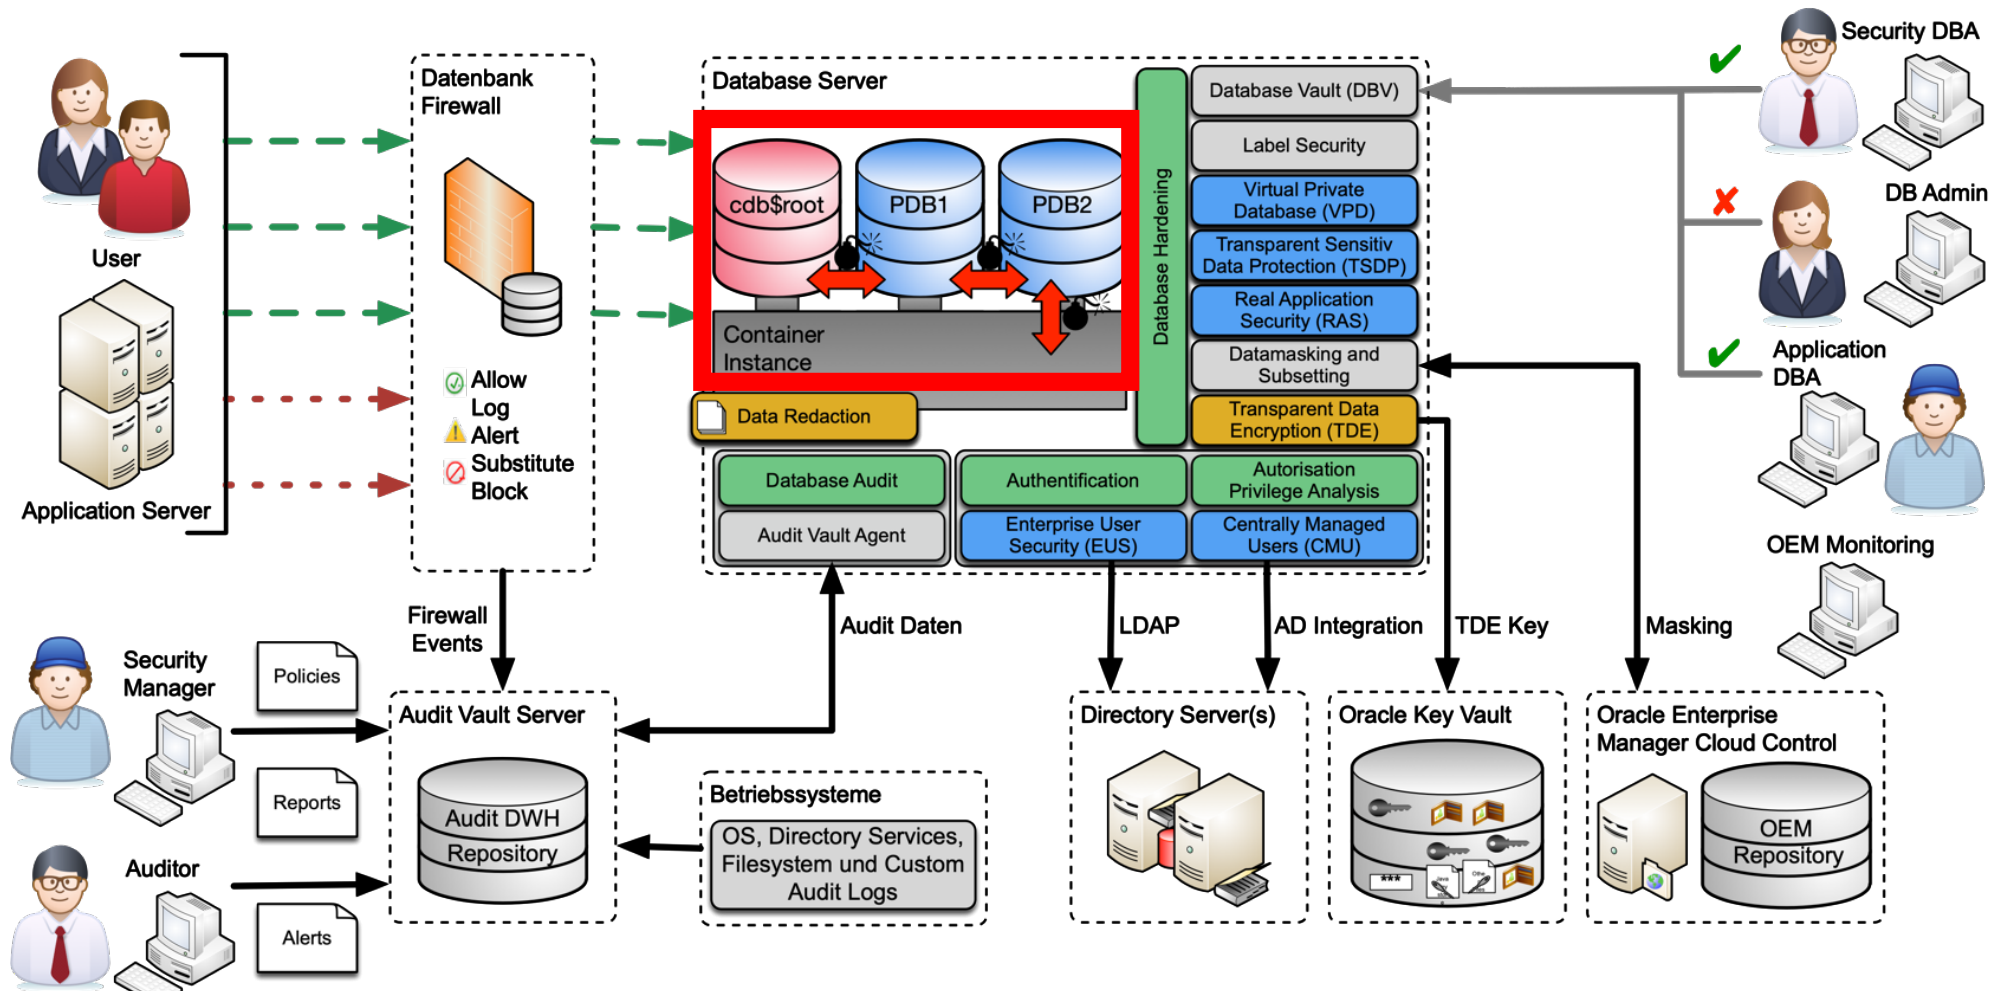 User
Application Server
Datenbank
Firewall
Allow
Log
Alert
Substitute
Block
Database Server
cdb$root
PDB1
PDB2
Container
Instance
Data Redaction
Database Hardening
Database Vault (DBV)
Label Security
Virtual Private
Database (VPD)
Transparent Sensitiv
Data Protection (TSDP)
Real Application
Security (RAS)
Datamasking and
Subsetting
Transparent Data
Encryption (TDE)
Database Audit
Authentification
Autorisation
Privilege Analysis
Audit Vault Agent
Enterprise User
Security (EUS)
Centrally Managed
Users (CMU)
Security DBA
DB Admin
Application
DBA
OEM Monitoring
Firewall
Events
Audit Daten
LDAP
AD Integration
TDE Key
Masking
Security
Manager
Policies
Reports
Auditor
Alerts
Audit Vault Server
Audit DWH
Repository
Betriebssysteme
OS, Directory Services,
Filesystem und Custom
Audit Logs
Directory Server(s)
Oracle Key Vault
***
Java
Oracle Enterprise
Manager Cloud Control
OEM
Repository